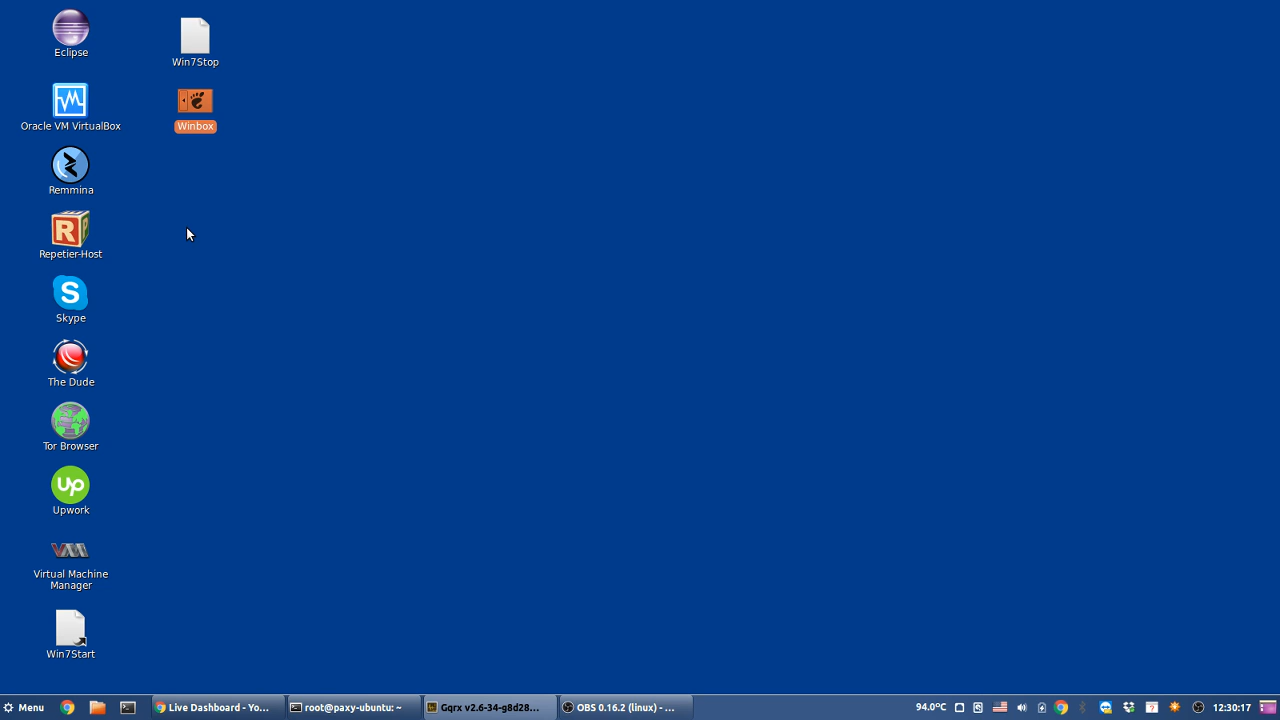 Eclipse
Oracle VM VirtualBox
Remmina
Repetier-Host
Skype
The Dude
Tor Browser
Upwork
Virtual Machine
Manager
Win7Start
Win7Stop
Winbox
Menu
Live Dashboard - Yo...
root@paxy-ubuntu: ~
Gqrx v2.6-34-g8d28...
OBS 0.16.2 (linux) - ...
94.0°C
12:30:17